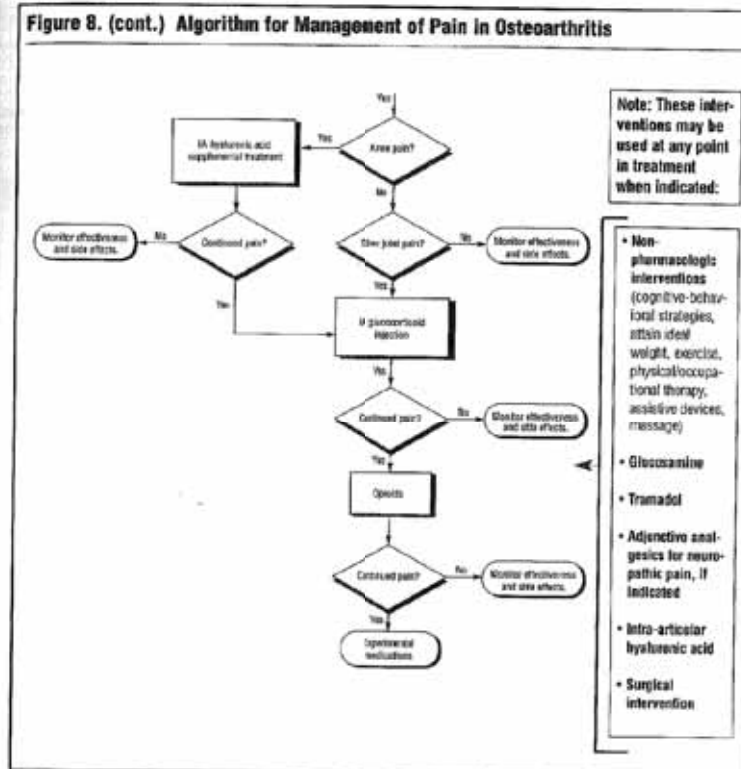 Figure 8. (cont.) Algorithm for Management of Pain in Osteoarthritis
Yes
Knee pain?
Yes
IA hyaluronic acid
supplemental treatment
No
Continued pain?
No
Monitor effectiveness
and side effects.
Yes
Other joint pain?
No
Monitor effectiveness
and side effects.
Yes
IA glucocorticoid
injection
Yes
Continued pain?
No
Monitor effectiveness
and side effects.
Yes
Opioids
Continued pain?
No
Monitor effectiveness
and side effects.
Yes
Experimental
medications
Note: These inter-
ventions may be
used at any point
in treatment
when indicated:
• Non-
pharmacologic
interventions
(cognitive-behav-
ioral strategies,
attain ideal
weight, exercise,
physical/occupa-
tional therapy,
assistive devices,
massage)
• Glucosamine
• Tramadol
• Adjunctive anal-
gesics for neuro-
pathic pain, if
indicated
• Intra-articular
hyaluronic acid
• Surgical
intervention